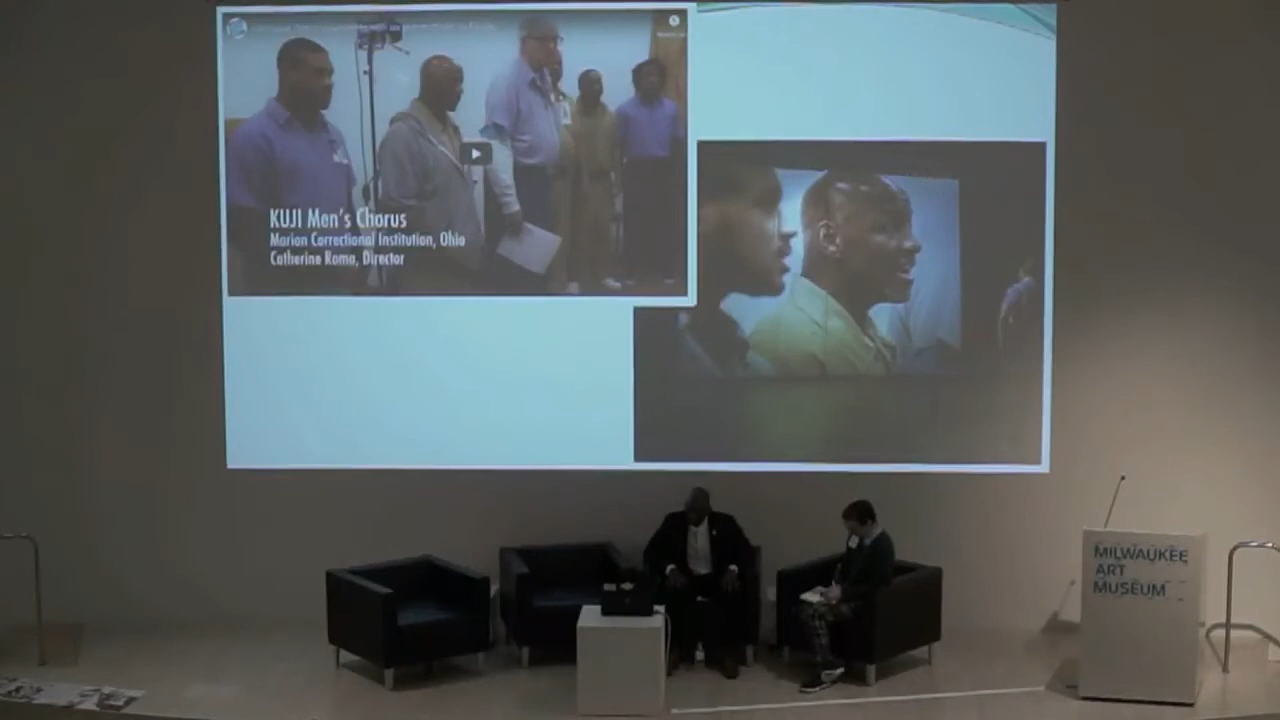 KUJI Men's Chorus
Marion Correctional Institution, Ohio
Catherine Roma, Director
MILWAUKEE
ART
MUSEUM